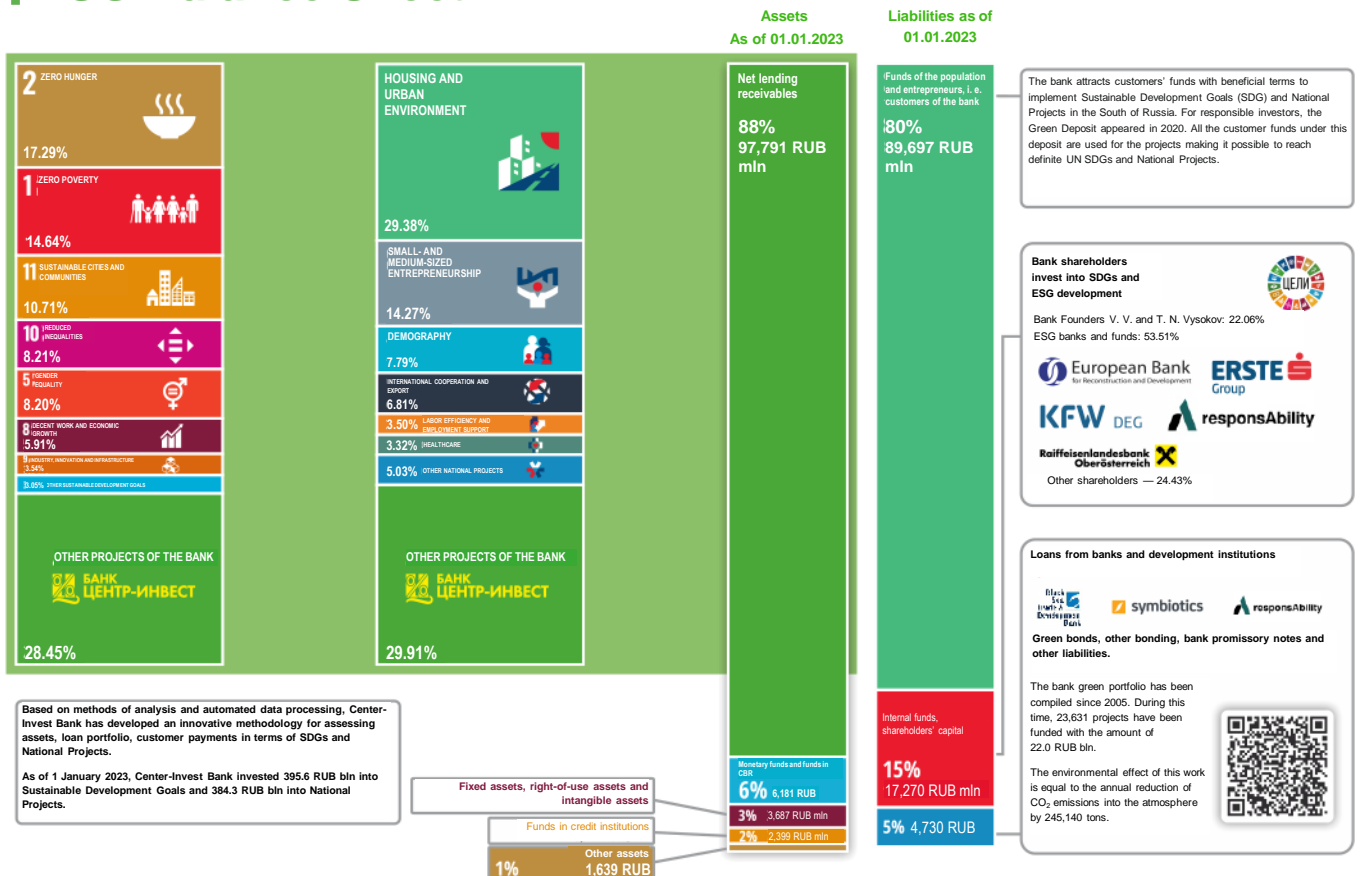 Assets
As of 01.01.2023
Liabilities as of
01.01.2023
2 ZERO HUNGER
17.29%
1 ZERO POVERTY
14.64%
11 SUSTAINABLE CITIES AND
COMMUNITIES
10.71%
10 REDUCED
INEQUALITIES
8.21%
5 GENDER
EQUALITY
8.20%
8 DECENT WORK AND ECONOMIC
GROWTH
5.91%
9 INDUSTRY, INNOVATION AND INFRASTRUCTURE
3.54%
3.05% OTHER SUSTAINABLE DEVELOPMENT GOALS
OTHER PROJECTS OF THE BANK
БАНК
ЦЕНТР-ИНВЕСТ
28.45%
HOUSING AND
URBAN
ENVIRONMENT
29.38%
SMALL- AND
MEDIUM-SIZED
ENTREPRENEURSHIP
14.27%
DEMOGRAPHY
7.79%
INTERNATIONAL COOPERATION AND
EXPORT
6.81%
3.50% LABOR EFFICIENCY AND
EMPLOYMENT SUPPORT
3.32% HEALTHCARE
5.03% OTHER NATIONAL PROJECTS
OTHER PROJECTS OF THE BANK
БАНК
ЦЕНТР-ИНВЕСТ
29.91%
Net lending
receivables
88%
97,791 RUB
mln
Monetary funds and funds in
CBR
6% 6,181 RUB
3% 3,687 RUB mln
2% 2,399 RUB mln
Fixed assets, right-of-use assets and
intangible assets
Funds in credit institutions
Other assets
1% 1,639 RUB
Funds of the population
and entrepreneurs, i. e.
customers of the bank
80%
89,697 RUB
mln
Internal funds,
shareholders' capital
15%
17,270 RUB mln
5% 4,730 RUB
The bank attracts customers' funds with beneficial terms to
implement Sustainable Development Goals (SDG) and National
Projects in the South of Russia. For responsible investors, the
Green Deposit appeared in 2020. All the customer funds under this
deposit are used for the projects making it possible to reach
definite UN SDGs and National Projects.
Bank shareholders
invest into SDGs and
ESG development
ЦЕЛИ
Bank Founders V. V. and T. N. Vysokov: 22.06%
ESG banks and funds: 53.51%
European Bank
for Reconstruction and Development
ERSTE
Group
KFW DEG
responsAbility
Raiffeisenlandesbank
Oberösterreich
Other shareholders — 24.43%
Loans from banks and development institutions
Black
Sea
Trade &
Development
Bank
symbiotics
responsAbility
Green bonds, other bonding, bank promissory notes and
other liabilities.
The bank green portfolio has been
compiled since 2005. During this
time, 23,631 projects have been
funded with the amount of
22.0 RUB bln.
The environmental effect of this work
is equal to the annual reduction of
CO₂ emissions into the atmosphere
by 245,140 tons.
Based on methods of analysis and automated data processing, Center-
Invest Bank has developed an innovative methodology for assessing
assets, loan portfolio, customer payments in terms of SDGs and
National Projects.
As of 1 January 2023, Center-Invest Bank invested 395.6 RUB bln into
Sustainable Development Goals and 384.3 RUB bln into National
Projects.